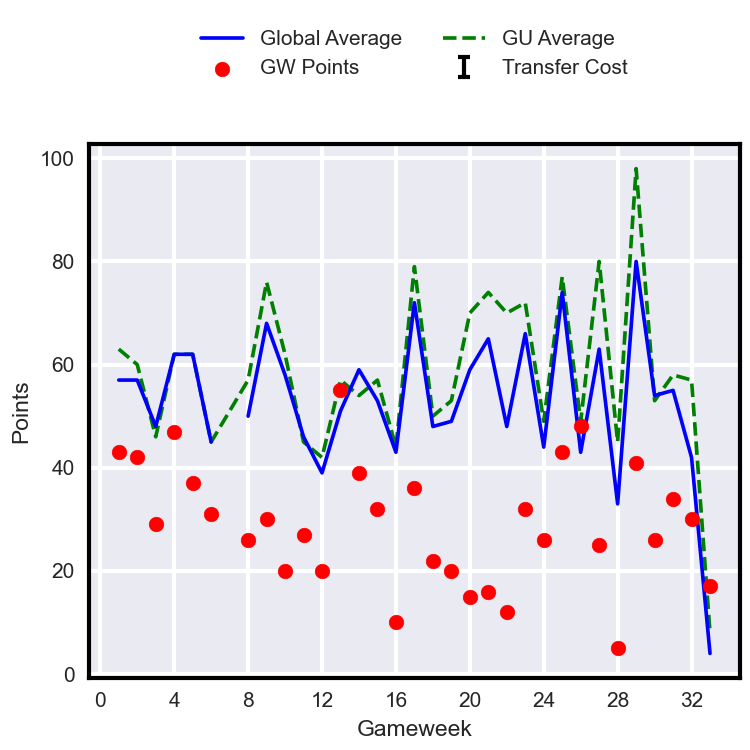 Global Average
GU Average
GW Points
Transfer Cost
100
80
60
40
20
0
Points
0 4 8 12 16 20 24 28 32
Gameweek